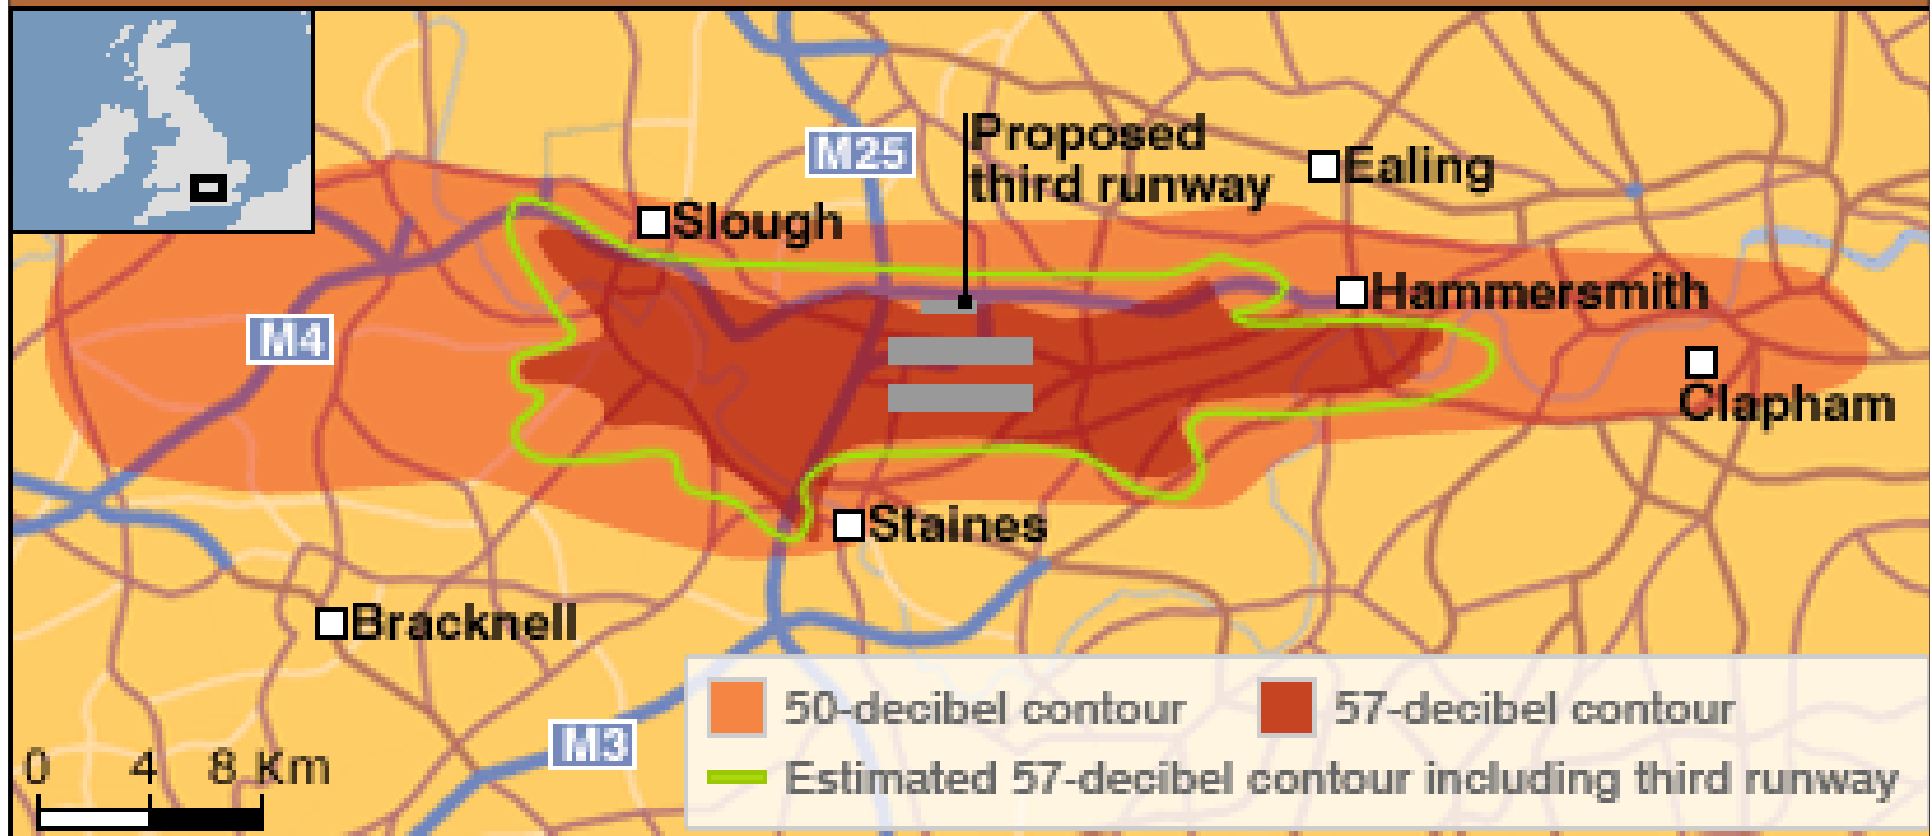 M25
Proposed
third runway
Ealing
Slough
Hammersmith
M4
Clapham
Staines
Bracknell
M3
0 4 8 Km
50-decibel contour
57-decibel contour
Estimated 57-decibel contour including third runway